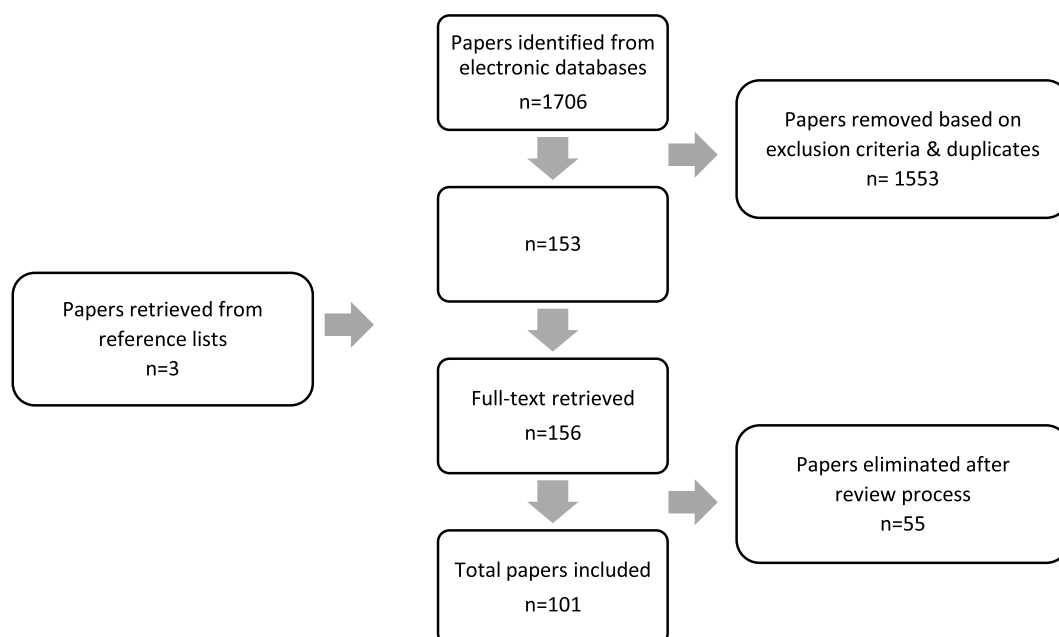 Papers identified from
electronic databases
n=1706
Papers removed based on
exclusion criteria & duplicates
n= 1553
n=153
Papers retrieved from
reference lists
n=3
Full-text retrieved
n=156
Papers eliminated after
review process
n=55
Total papers included
n=101